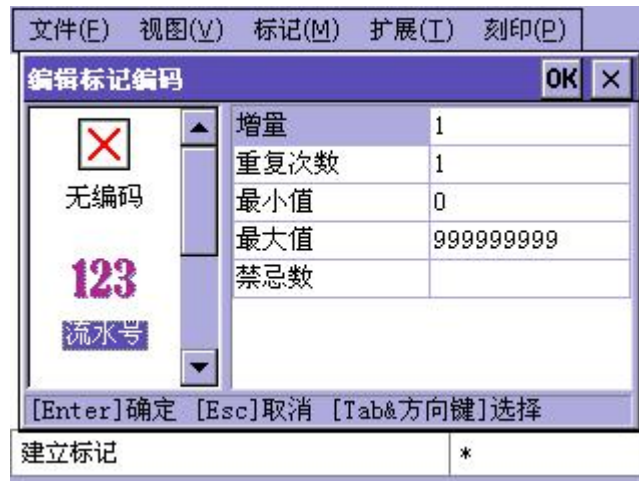 文件(F) 视图(V) 标记(M) 扩展(T) 刻印(P)
编辑标记编码 OK ×
增量 1
重复次数 1
无编码
最小值 0
最大值 999999999
123
禁忌数
流水号
[Enter]确定 [Esc]取消 [Tab&方向键]选择
建立标记 *